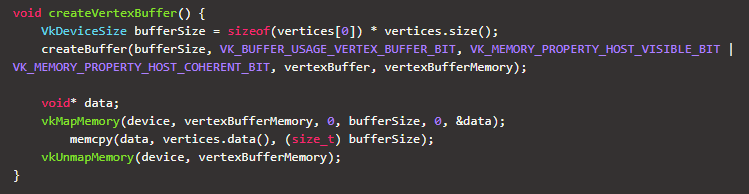 void createVertexBuffer() {
    VkDeviceSize bufferSize = sizeof(vertices[0]) * vertices.size();
    createBuffer(bufferSize, VK_BUFFER_USAGE_VERTEX_BUFFER_BIT, VK_MEMORY_PROPERTY_HOST_VISIBLE_BIT |
VK_MEMORY_PROPERTY_HOST_COHERENT_BIT, vertexBuffer, vertexBufferMemory);

    void* data;
    vkMapMemory(device, vertexBufferMemory, 0, bufferSize, 0, &data);
        memcpy(data, vertices.data(), (size_t) bufferSize);
    vkUnmapMemory(device, vertexBufferMemory);
}